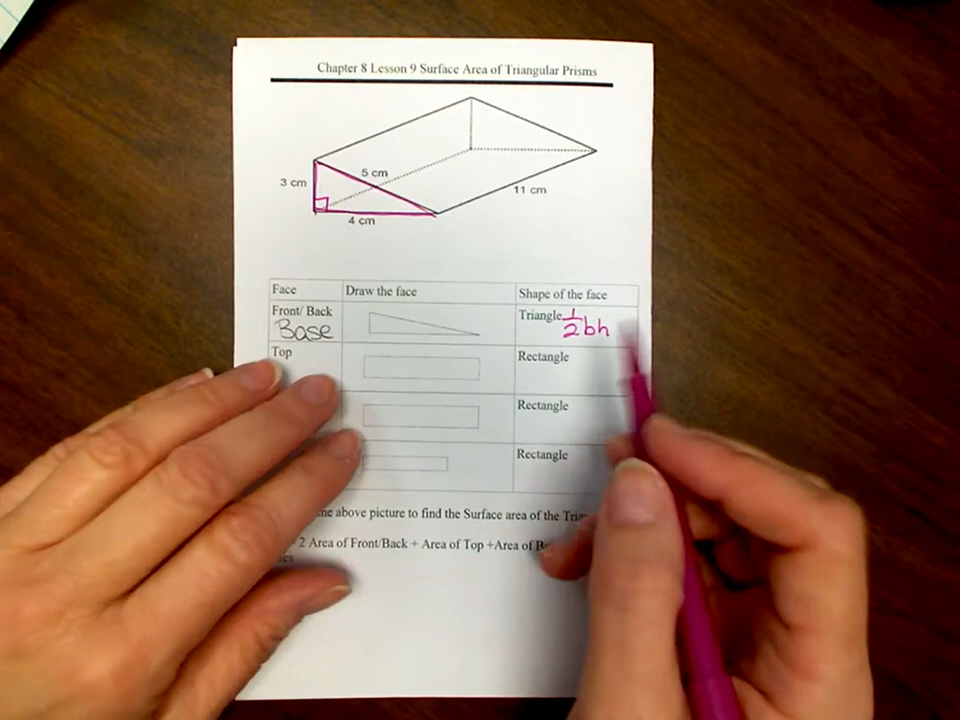 Chapter 8 Lesson 9 Surface Area of Triangular Prisms
5 cm
3 cm
11 cm
4 cm
Face Draw the face Shape of the face
Front/ Back Triangle 1/2 bh
Base
Top Rectangle
Rectangle
Rectangle
above picture to find the Surface area of the
2 Area of Front/Back + Area of Top +Area of